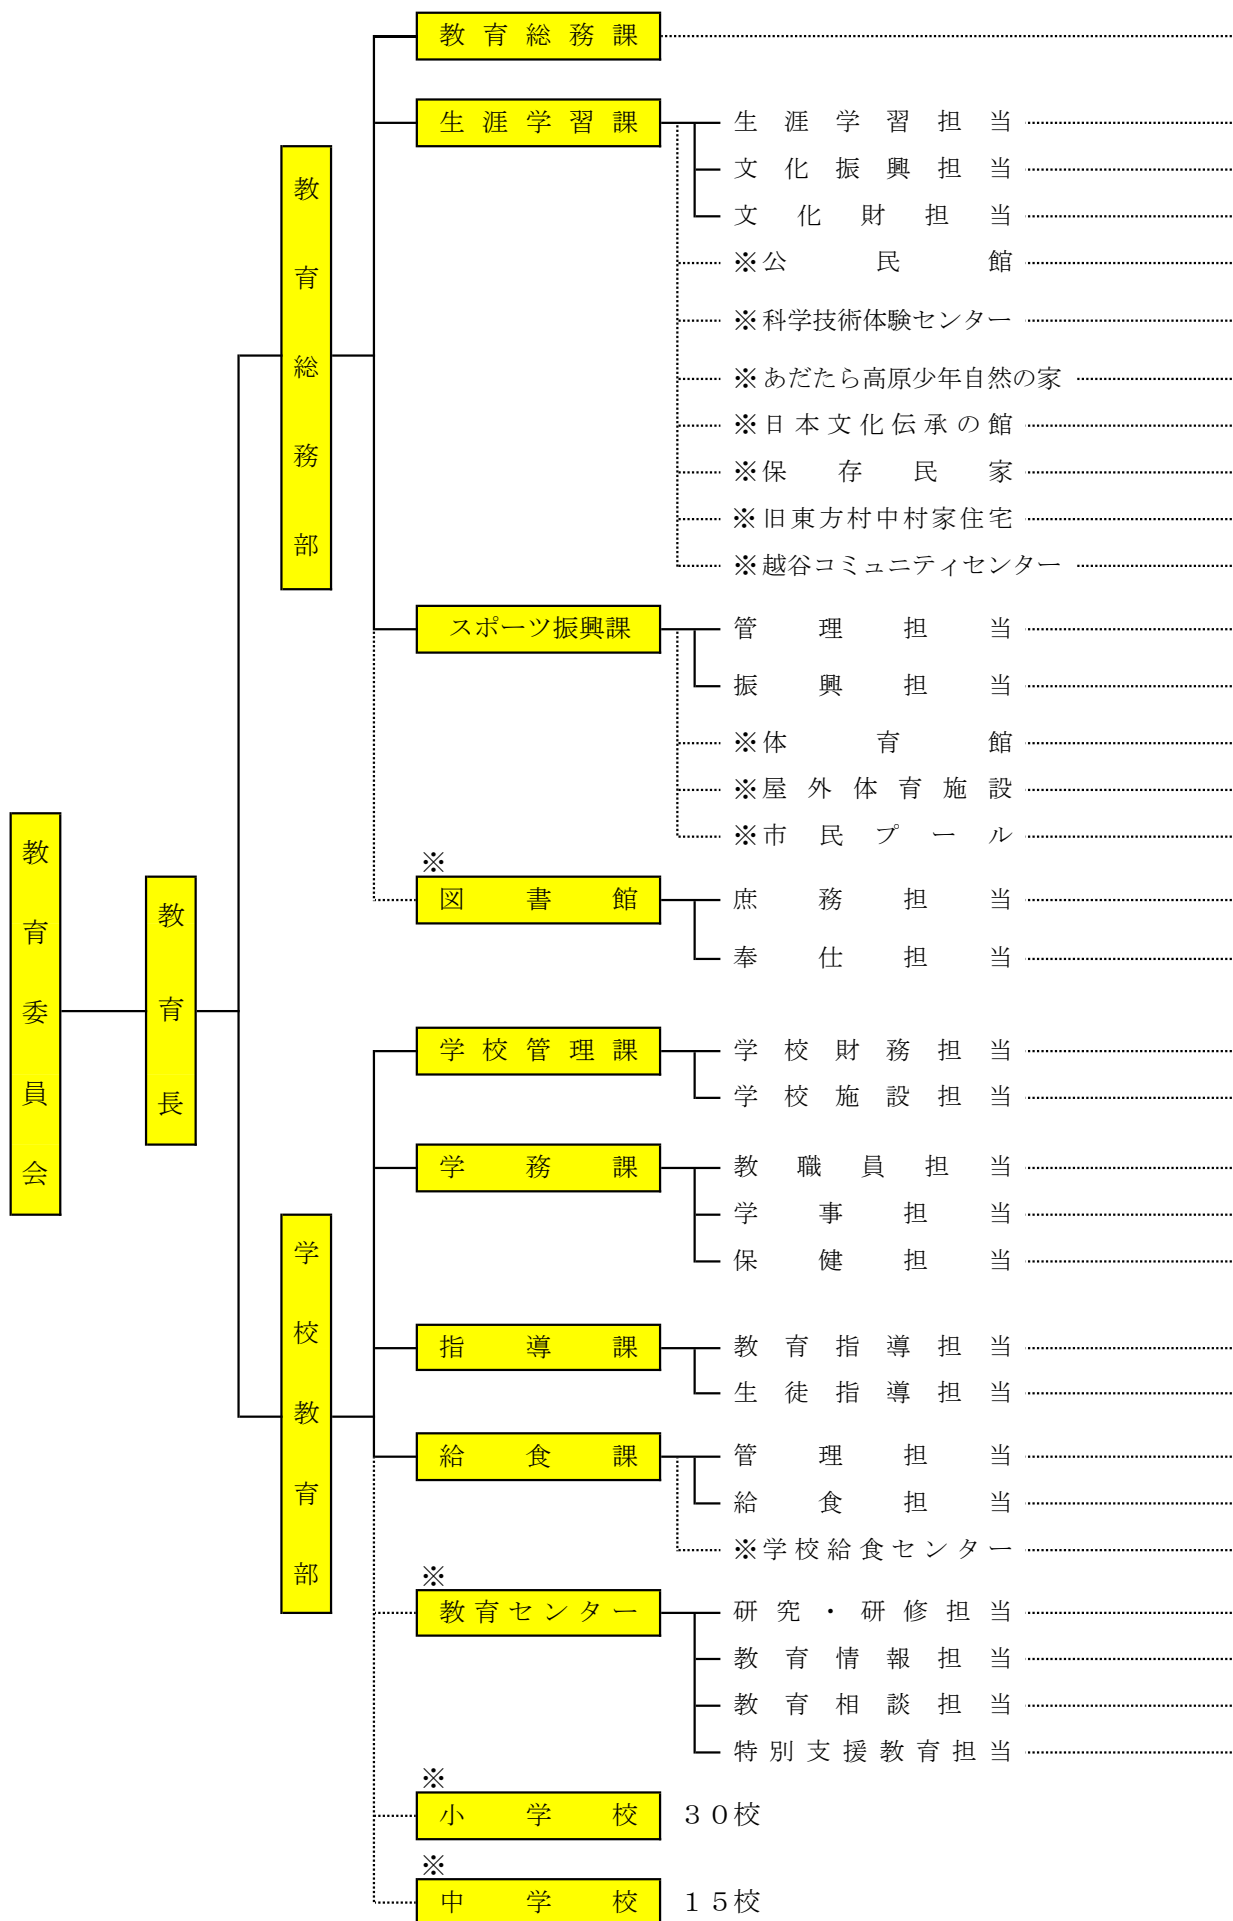 教育委員会
教育長
教育総務部
教育総務課
生涯学習課
生涯学習担当
文化振興担当
文化財担当
※公民館
※科学技術体験センター
※あだたら高原少年自然の家
※日本文化伝承の館
※保存民家
※旧東方村中村家住宅
※越谷コミュニティセンター
スポーツ振興課
管理担当
振興担当
※体育館
※屋外体育施設
※市民プール
※
図書館
庶務担当
奉仕担当
学校教育部
学校管理課
学校財務担当
学校施設担当
学務課
教職員担当
学事担当
保健担当
指導課
教育指導担当
生徒指導担当
給食課
管理担当
給食担当
※学校給食センター
※
教育センター
研究・研修担当
教育情報担当
教育相談担当
特別支援教育担当
※
小学校 ３０校
※
中学校 １５校